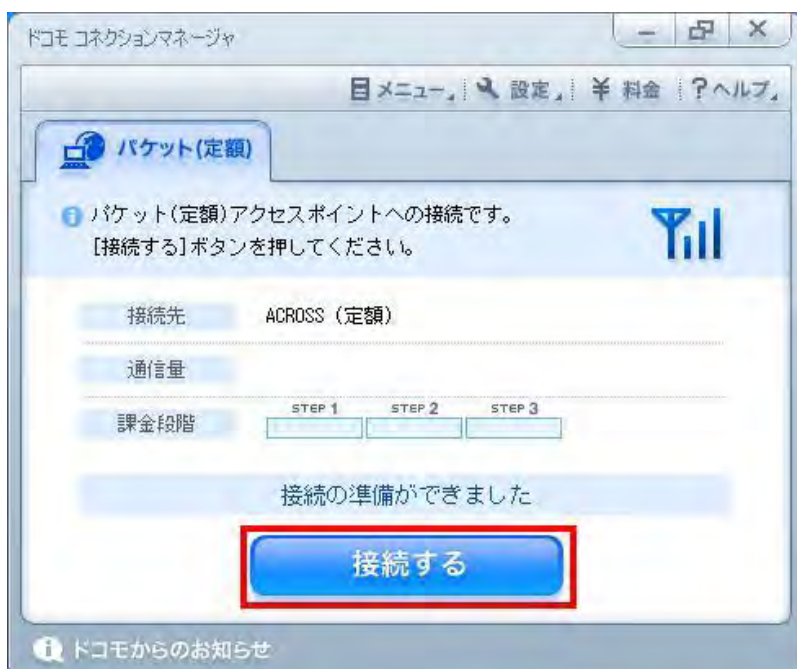 ドコモ コネクションマネージャ
メニュー 設定 ¥ 料金 ? ヘルプ
パケット(定額)
パケット(定額)アクセスポイントへの接続です。
[接続する]ボタンを押してください。
接続先 ACROSS (定額)
通信量
STEP 1 STEP 2 STEP 3
課金段階
接続の準備ができました
接続する
ドコモからのお知らせ